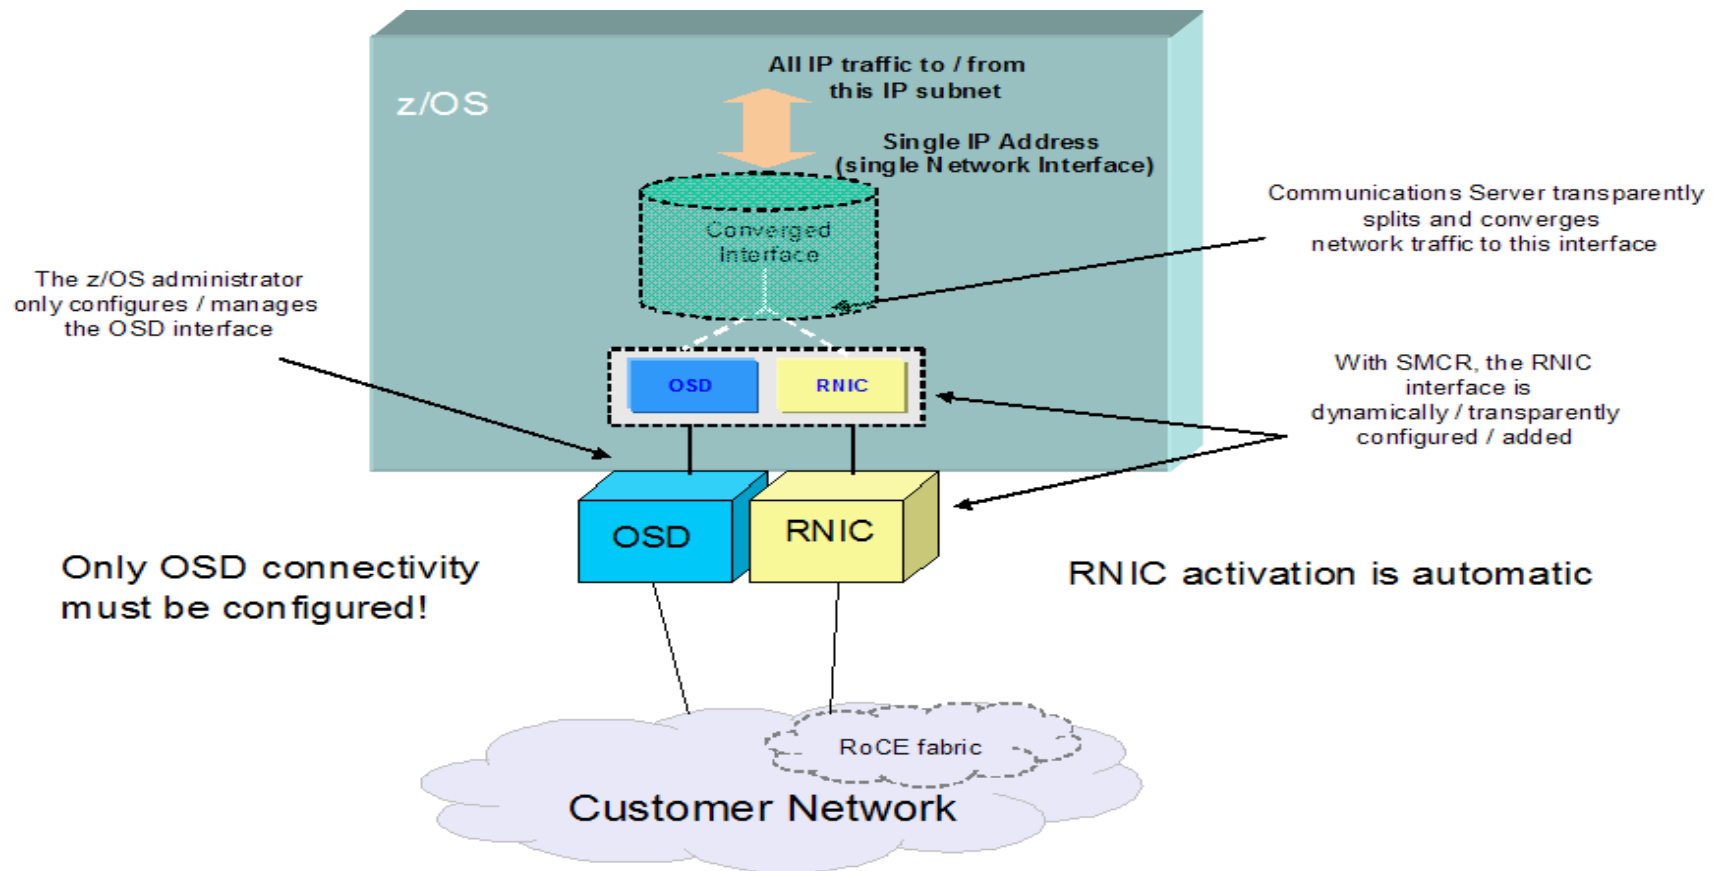 All IP traffic to / from
this IP subnet
z/OS
Single IP Address
(single Network Interface)
Converged
Interface
Communications Server transparently
splits and converges
network traffic to this interface
The z/OS administrator
only configures / manages
the OSD interface
OSD
RNIC
With SMCR, the RNIC
interface is
dynamically / transparently
configured / added
OSD
RNIC
Only OSD connectivity
must be configured!
RNIC activation is automatic
RoCE fabric
Customer Network